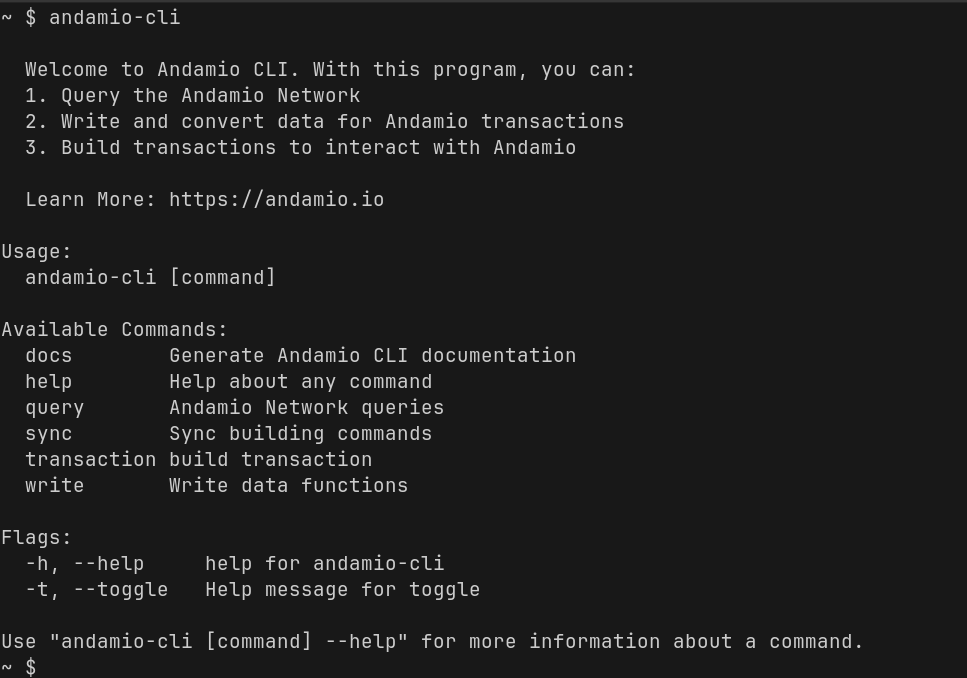 ~ $ andamio-cli

  Welcome to Andamio CLI. With this program, you can:
  1. Query the Andamio Network
  2. Write and convert data for Andamio transactions
  3. Build transactions to interact with Andamio

  Learn More: https://andamio.io

Usage:
  andamio-cli [command]

Available Commands:
  docs        Generate Andamio CLI documentation
  help        Help about any command
  query       Andamio Network queries
  sync        Sync building commands
  transaction build transaction
  write       Write data functions

Flags:
  -h, --help     help for andamio-cli
  -t, --toggle   Help message for toggle

Use "andamio-cli [command] --help" for more information about a command.
~ $